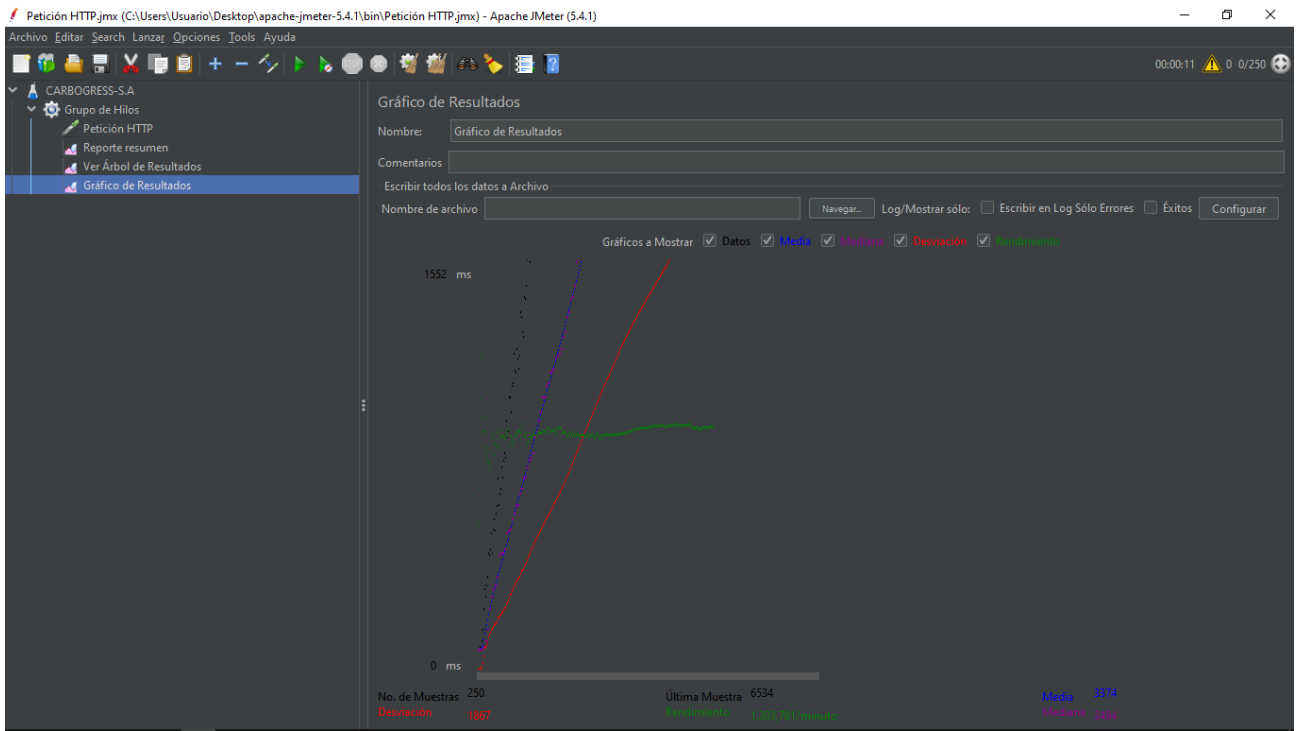 Petición HTTP.jmx (C:\Users\Usuario\Desktop\apache-jmeter-5.4.1\bin\Petición HTTP.jmx) - Apache JMeter (5.4.1)
Archivo Editar Search Lanzar Opciones Tools Ayuda
00:00:11 0 0/250
CARBOGRESS-S.A
Grupo de Hilos
Petición HTTP
Reporte resumen
Ver Árbol de Resultados
Gráfico de Resultados
Gráfico de Resultados
Nombre: Gráfico de Resultados
Comentarios
Escribir todos los datos a Archivo
Nombre de archivo Navegar... Log/Mostrar sólo: Escribir en Log Sólo Errores Éxitos Configurar
Gráficos a Mostrar Datos Media Mediana Desviación Rendimiento
1552 ms
0 ms
No. de Muestras 250 Última Muestra 6534 Media 3374
Desviación 1867 Rendimiento 1.303,781/minuto Mediana